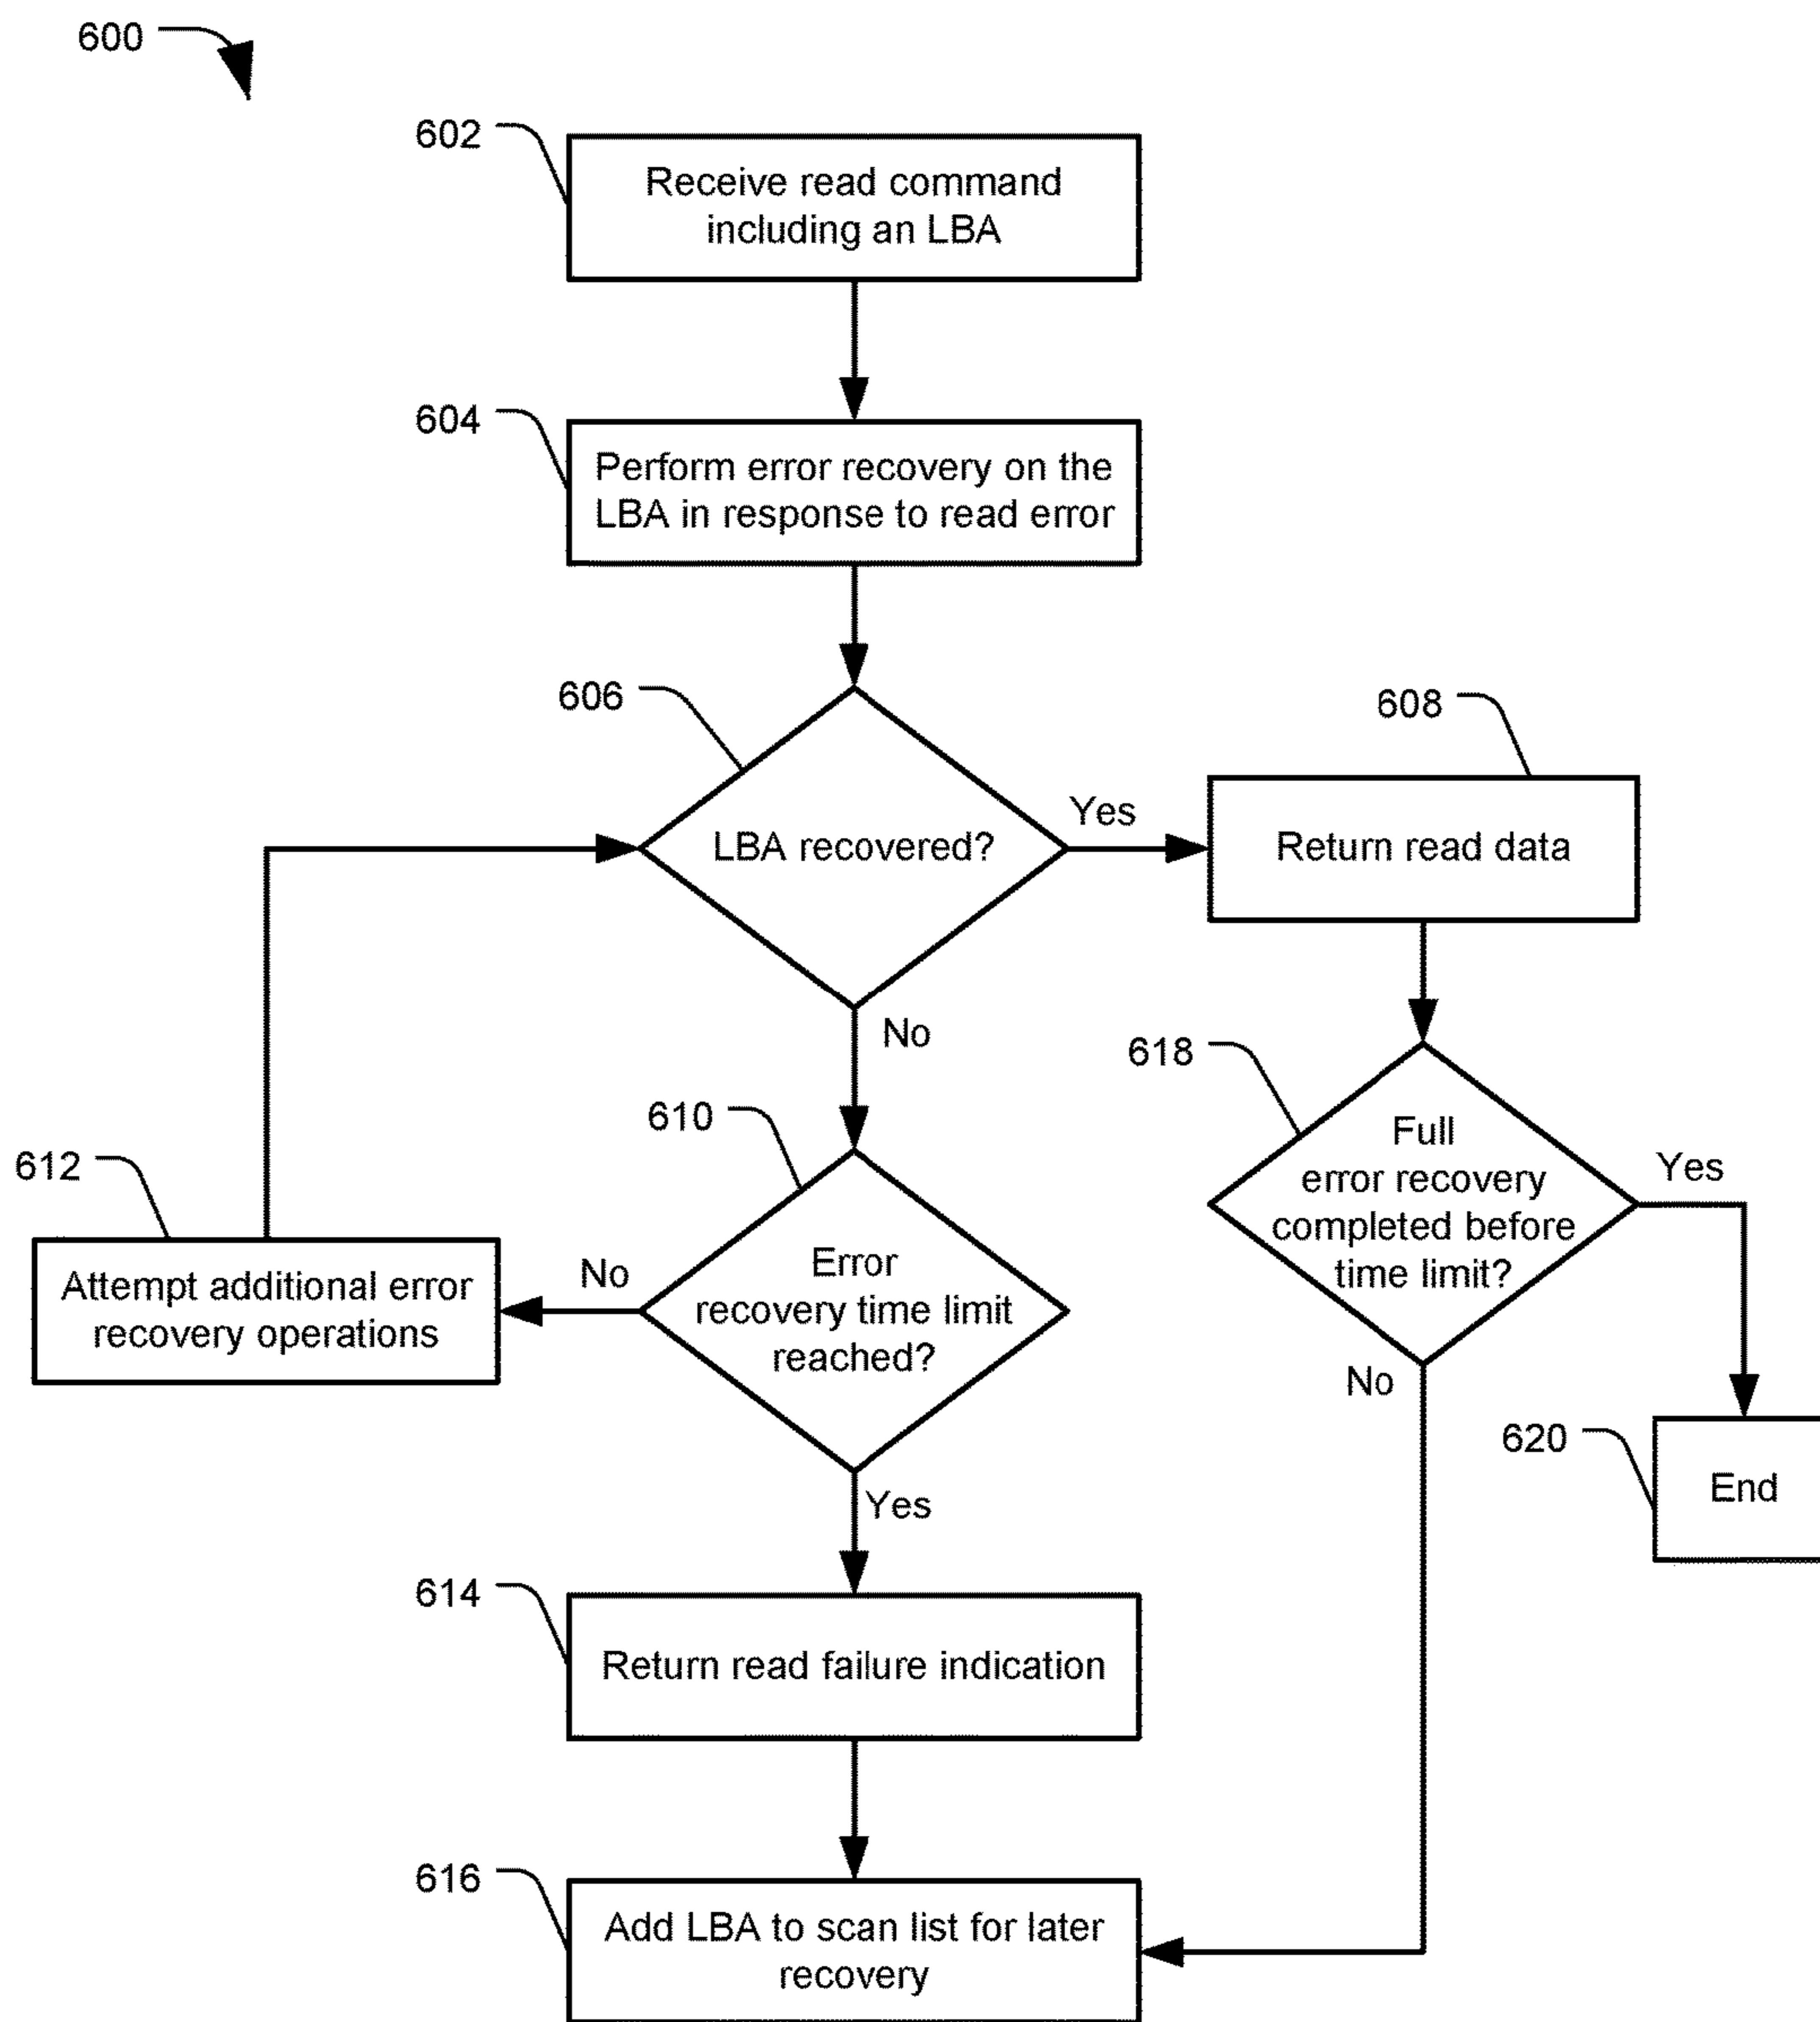 600
602
Receive read command
including an LBA
604
Perform error recovery on the
LBA in response to read error
606
LBA recovered?
Yes
608
Return read data
No
610
Error
recovery time limit
reached?
No
612
Attempt additional error
recovery operations
618
Full
error recovery
completed before
time limit?
Yes
No
620
End
Yes
614
Return read failure indication
616
Add LBA to scan list for later
recovery